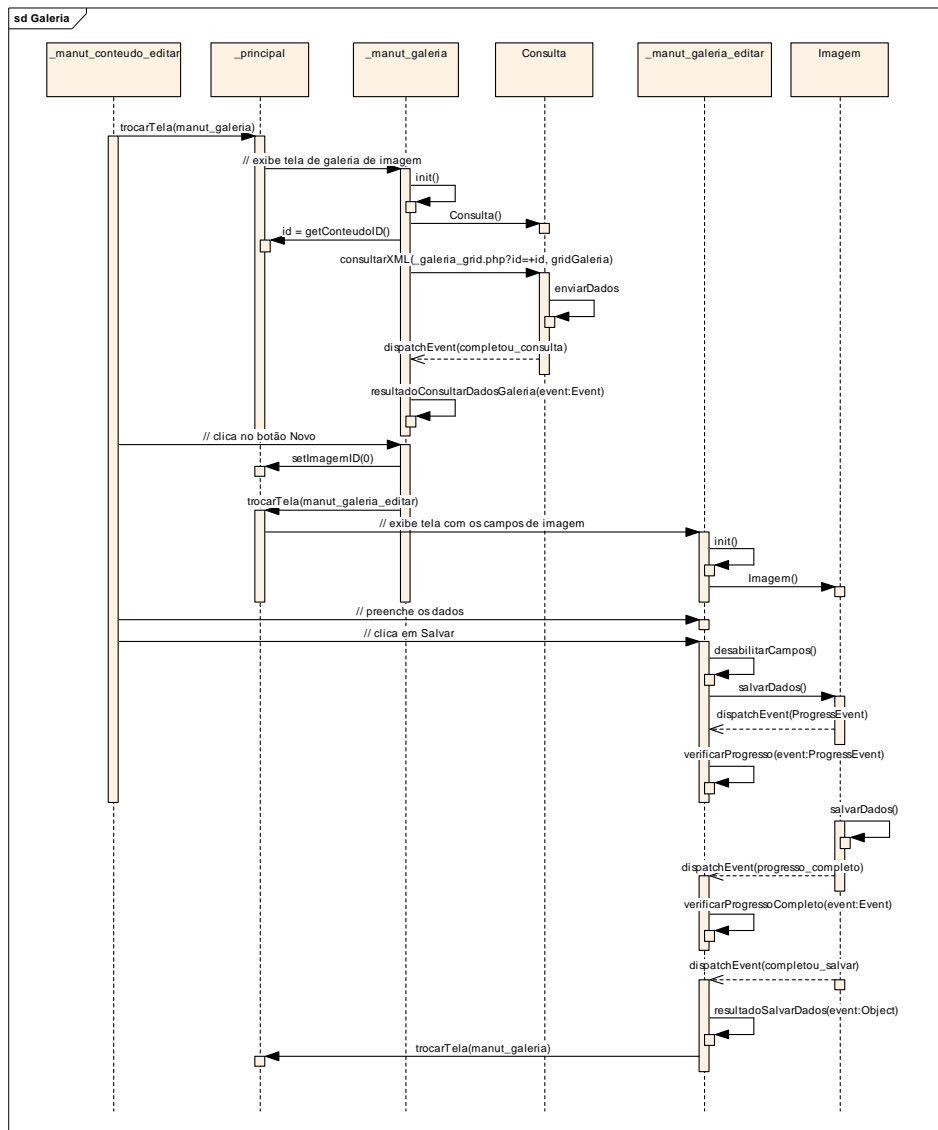 sd Galeria
_manut_conteudo_editar
_principal
_manut_galeria
Consulta
_manut_galeria_editar
Imagem
trocarTela(manut_galeria)
// exibe tela de galeria de imagem
init()
Consulta()
id = getConteudoID()
consultarXML(_galeria_grid.php?id=+id, gridGaleria)
enviarDados
dispatchEvent(completou_consulta)
resultadoConsultarDadosGaleria(event:Event)
// clica no botão Novo
setImagemID(0)
trocarTela(manut_galeria_editar)
// exibe tela com os campos de imagem
init()
Imagem()
// preenche os dados
// clica em Salvar
desabilitarCampos()
salvarDados()
dispatchEvent(ProgressEvent)
verificarProgresso(event:ProgressEvent)
salvarDados()
dispatchEvent(progresso_completo)
verificarProgressoCompleto(event:Event)
dispatchEvent(completou_salvar)
resultadoSalvarDados(event:Object)
trocarTela(manut_galeria)